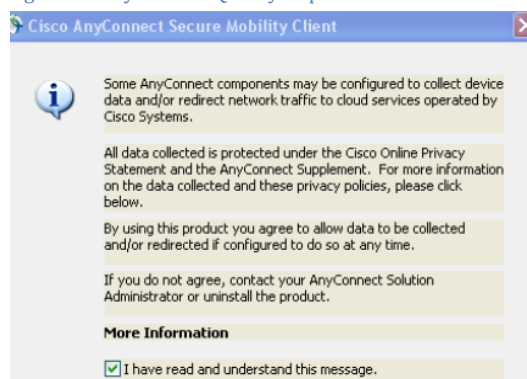 Cisco AnyConnect Secure Mobility Client
Some AnyConnect components may be configured to collect device
data and/or redirect network traffic to cloud services operated by
Cisco Systems.
All data collected is protected under the Cisco Online Privacy
Statement and the AnyConnect Supplement. For more information
on the data collected and these privacy policies, please click
below.
By using this product you agree to allow data to be collected
and/or redirected if configured to do so at any time.
If you do not agree, contact your AnyConnect Solution
Administrator or uninstall the product.
More Information
I have read and understand this message.